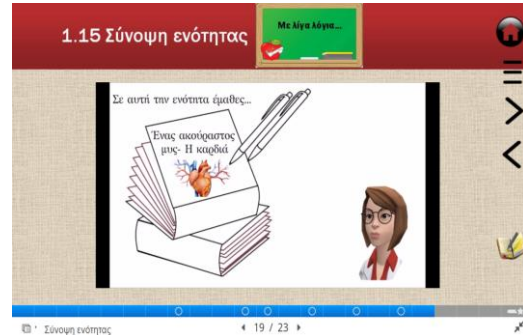 1.15 Σύνοψη ενότητας
Με λίγα λόγια...
Σε αυτή την ενότητα έμαθες...
Ένας ακούραστος
μυς- Η καρδιά
Σύνοψη ενότητας
19 / 23